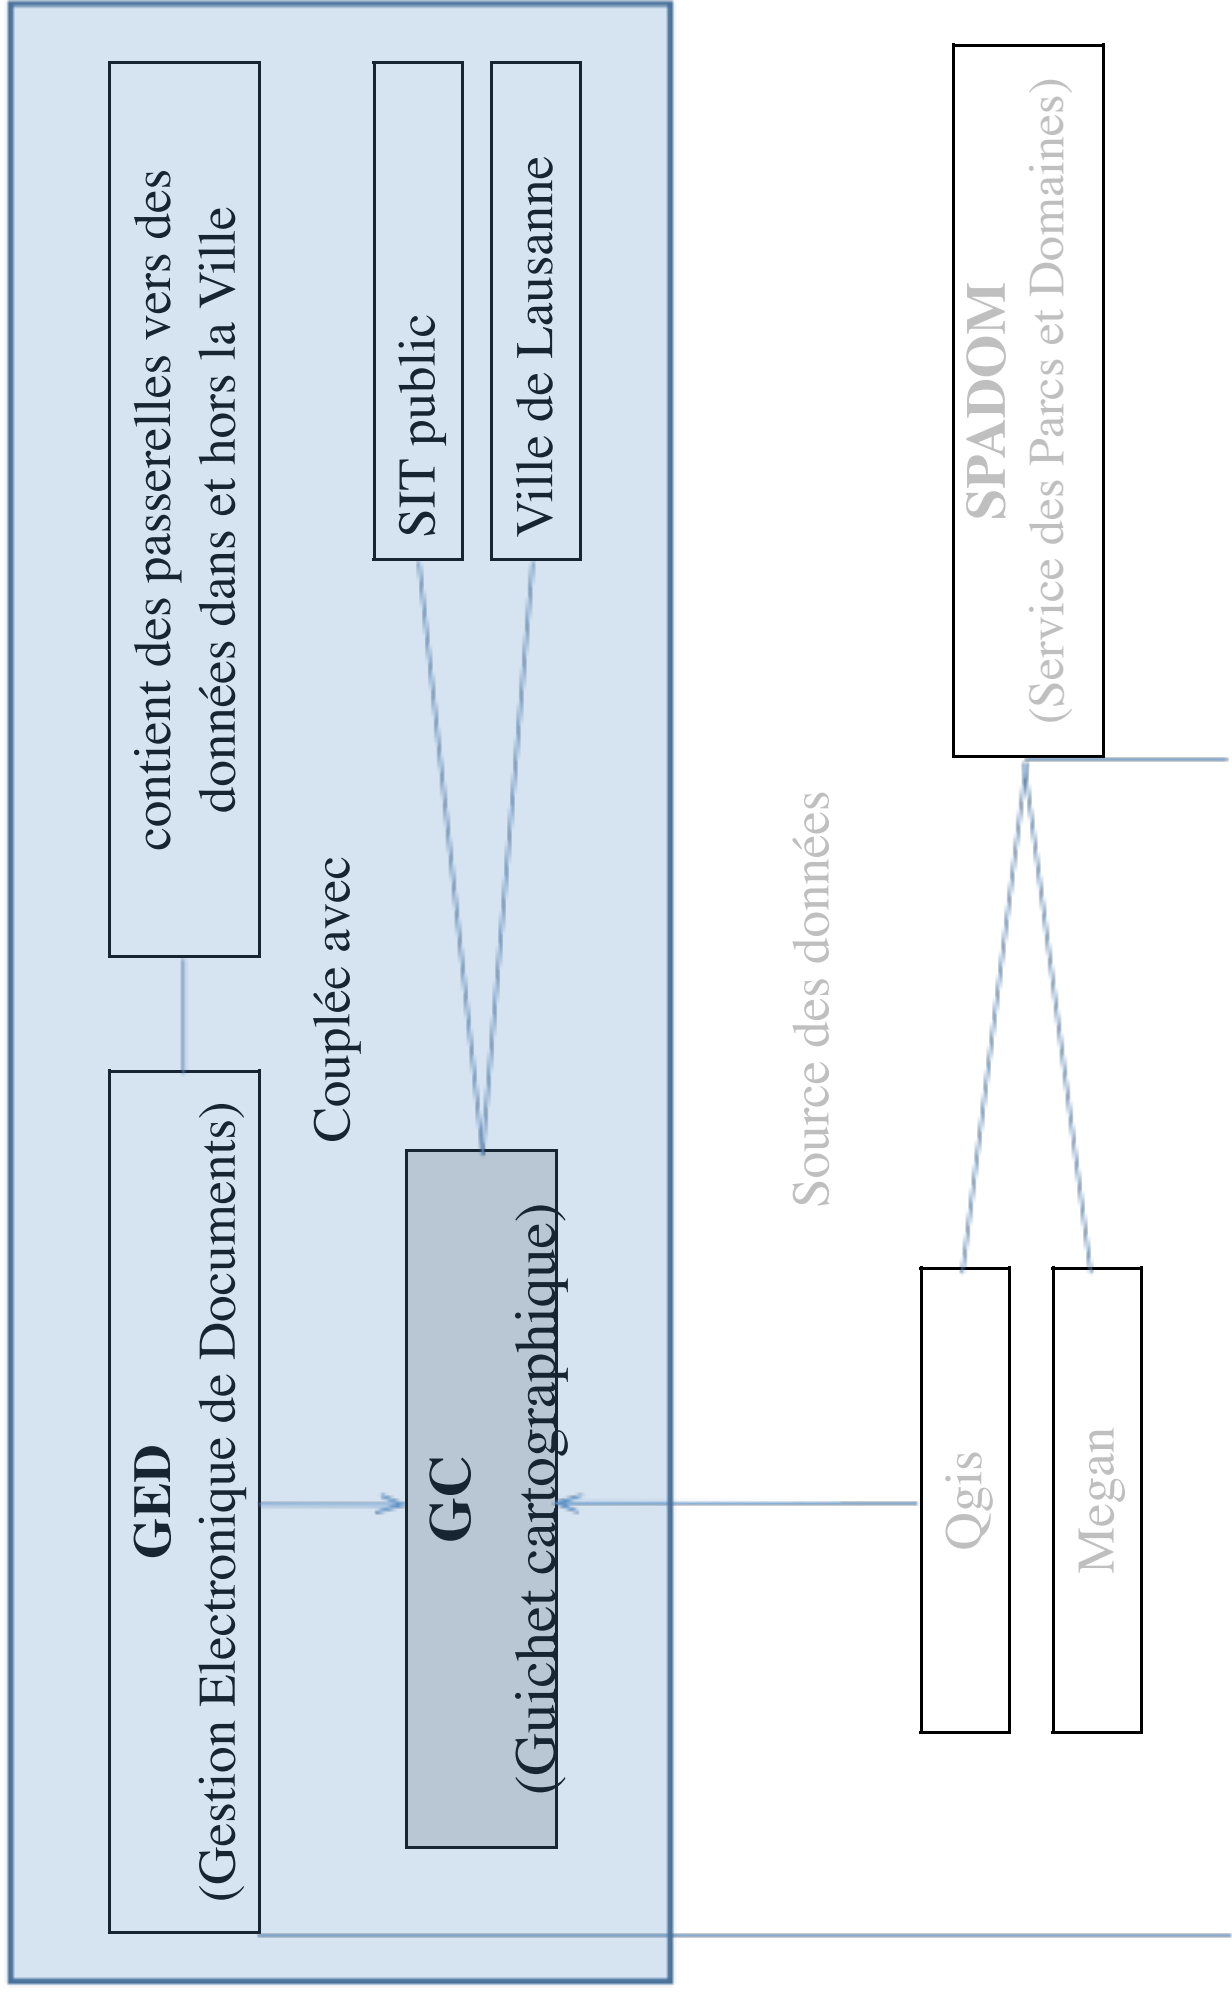 GED
(Gestion Electronique de Documents)
contient des passerelles vers des
données dans et hors la Ville
Couplée avec
GC
(Guichet cartographique)
SIT public
Ville de Lausanne
Source des données
Qgis
Megan
SPADOM
(Service des Parcs et Domaines)